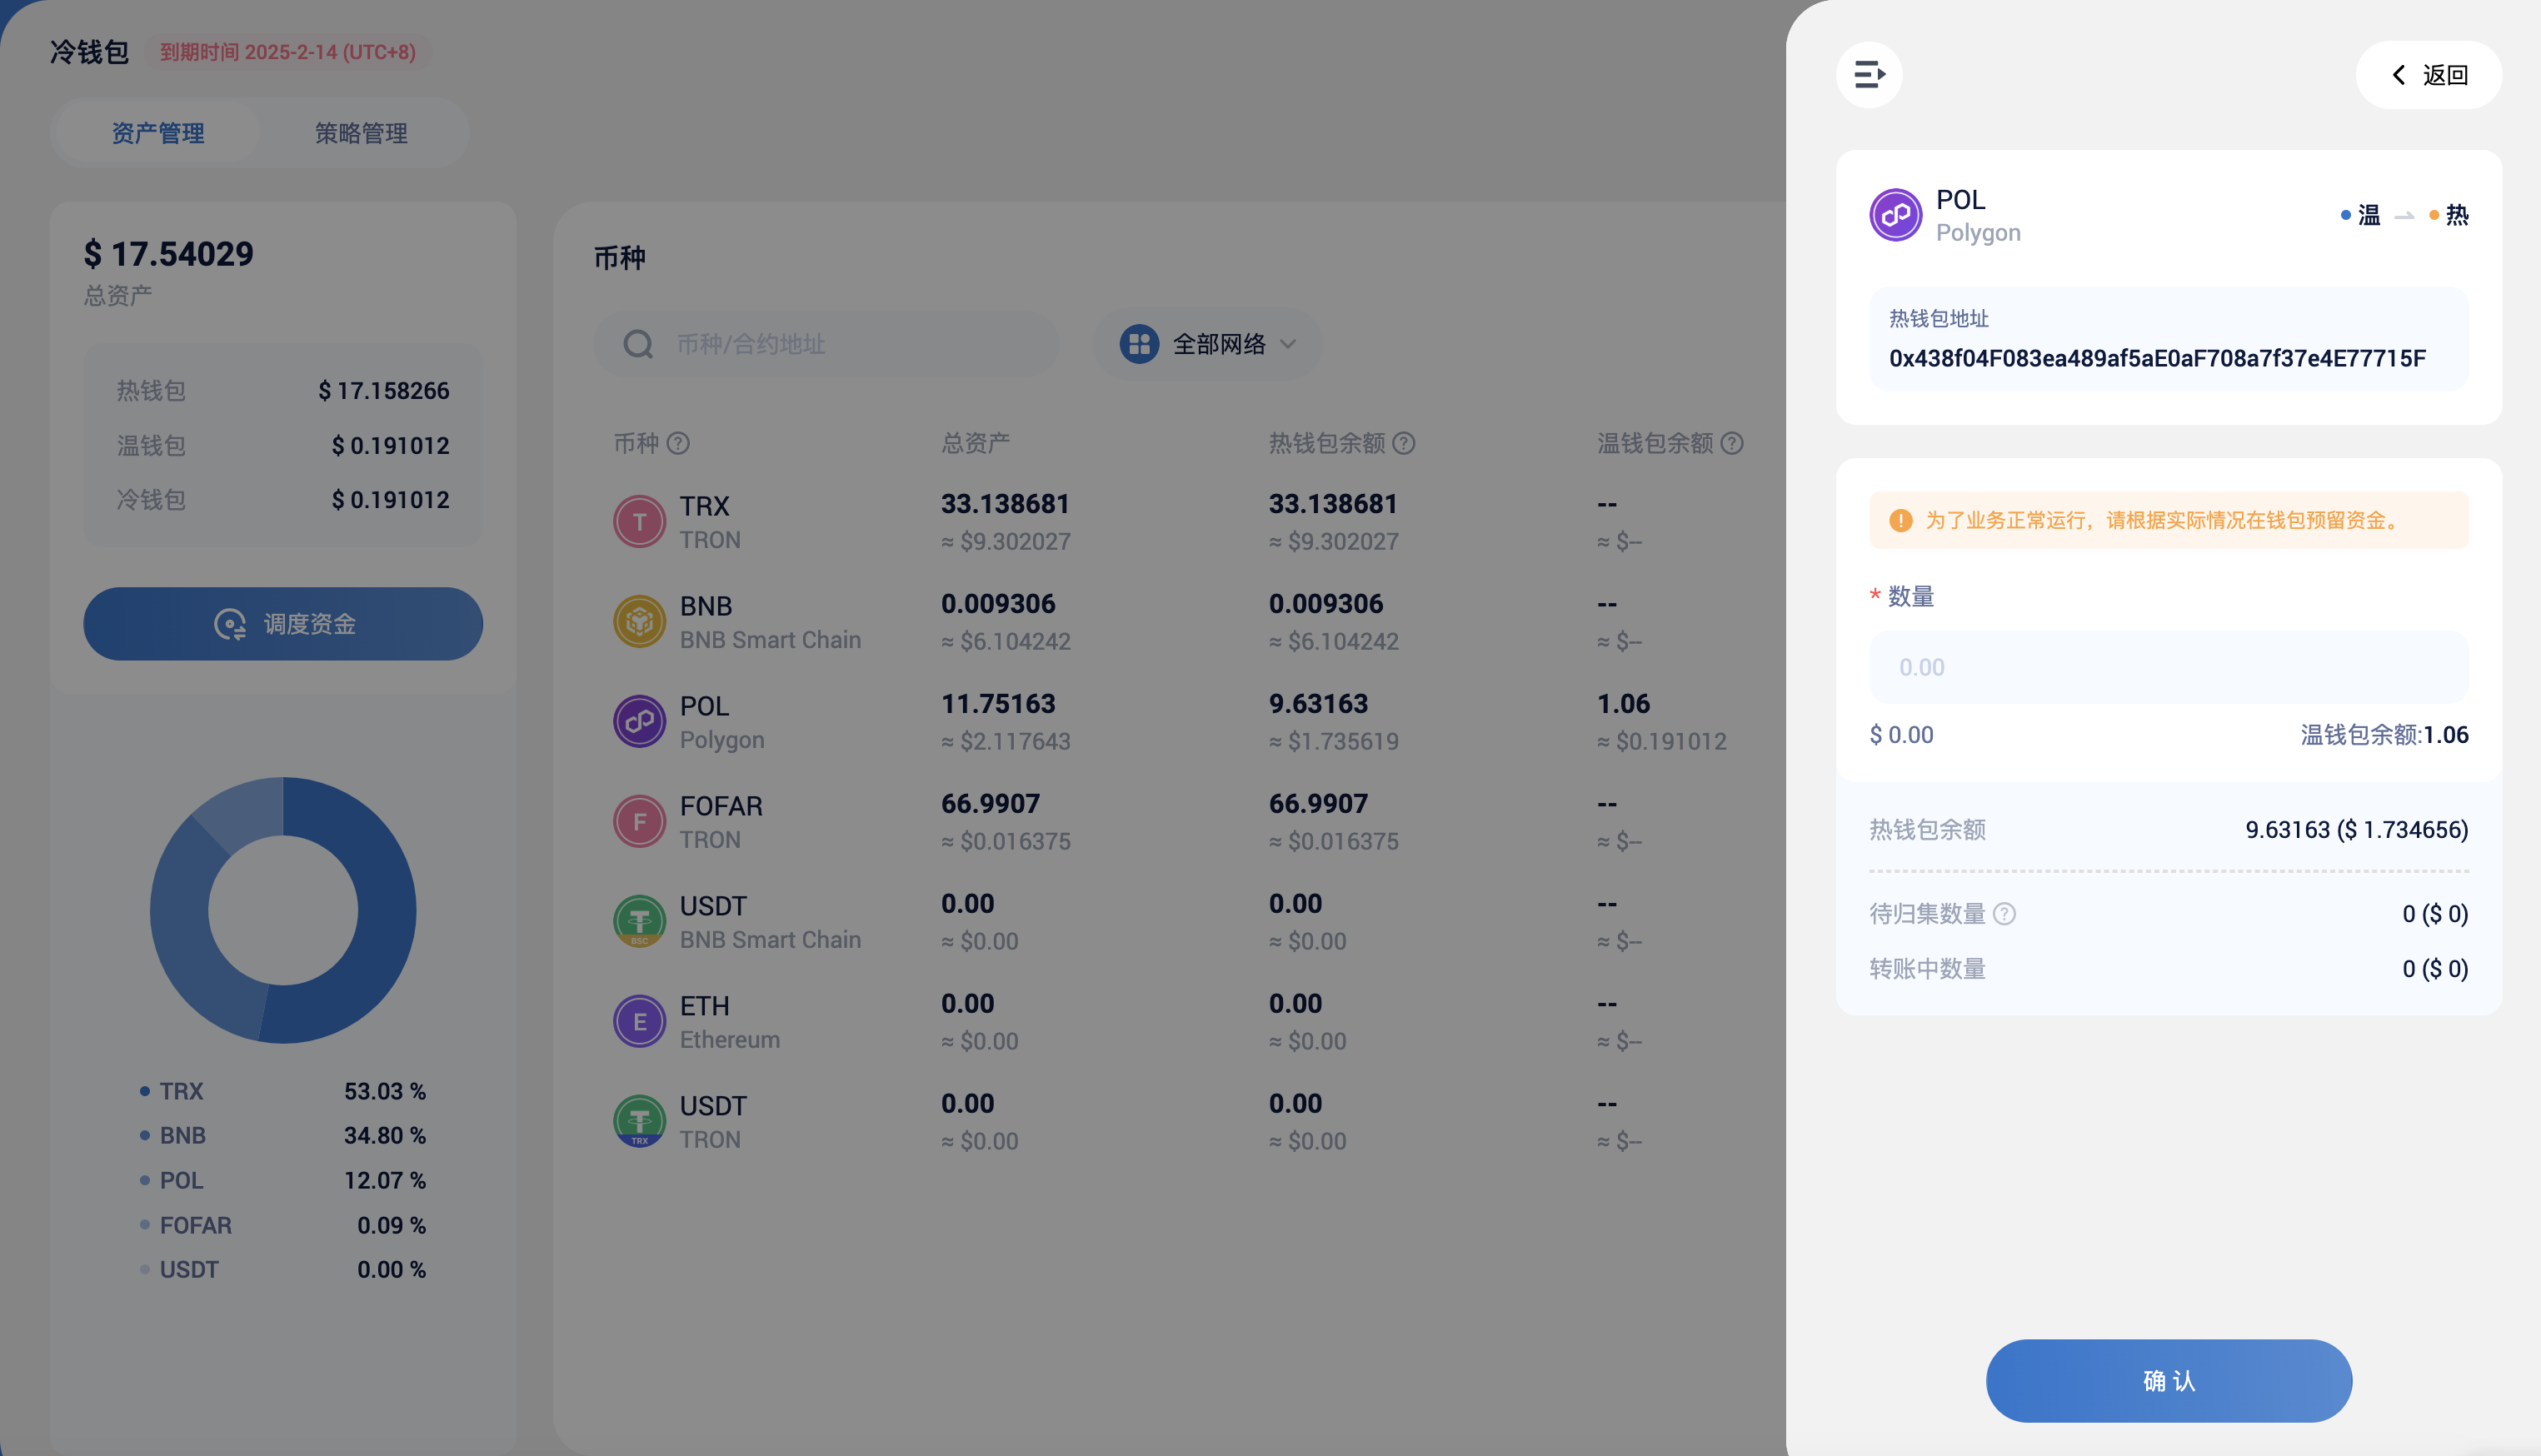 冷钱包 到期时间 2025-2-14 (UTC+8)
资产管理 策略管理
$ 17.54029
总资产
热钱包 $ 17.158266
温钱包 $ 0.191012
冷钱包 $ 0.191012
调度资金
TRX 53.03 %
BNB 34.80 %
POL 12.07 %
FOFAR 0.09 %
USDT 0.00 %
币种
币种/合约地址 全部网络
币种 总资产 热钱包余额 温钱包余额
T TRX 33.138681 33.138681 --
TRON ≈ $9.302027 ≈ $9.302027 ≈ $--
BNB 0.009306 0.009306 --
BNB Smart Chain ≈ $6.104242 ≈ $6.104242 ≈ $--
POL 11.75163 9.63163 1.06
Polygon ≈ $2.117643 ≈ $1.735619 ≈ $0.191012
F FOFAR 66.9907 66.9907 --
TRON ≈ $0.016375 ≈ $0.016375 ≈ $--
USDT 0.00 0.00 --
BSC BNB Smart Chain ≈ $0.00 ≈ $0.00 ≈ $--
E ETH 0.00 0.00 --
Ethereum ≈ $0.00 ≈ $0.00 ≈ $--
USDT 0.00 0.00 --
TRX TRON ≈ $0.00 ≈ $0.00 ≈ $--
返回
POL
Polygon
温 热
热钱包地址
0x438f04F083ea489af5aE0aF708a7f37e4E77715F
为了业务正常运行，请根据实际情况在钱包预留资金。
* 数量
0.00
$ 0.00 温钱包余额:1.06
热钱包余额 9.63163 ($ 1.734656)
待归集数量 0 ($ 0)
转账中数量 0 ($ 0)
确认